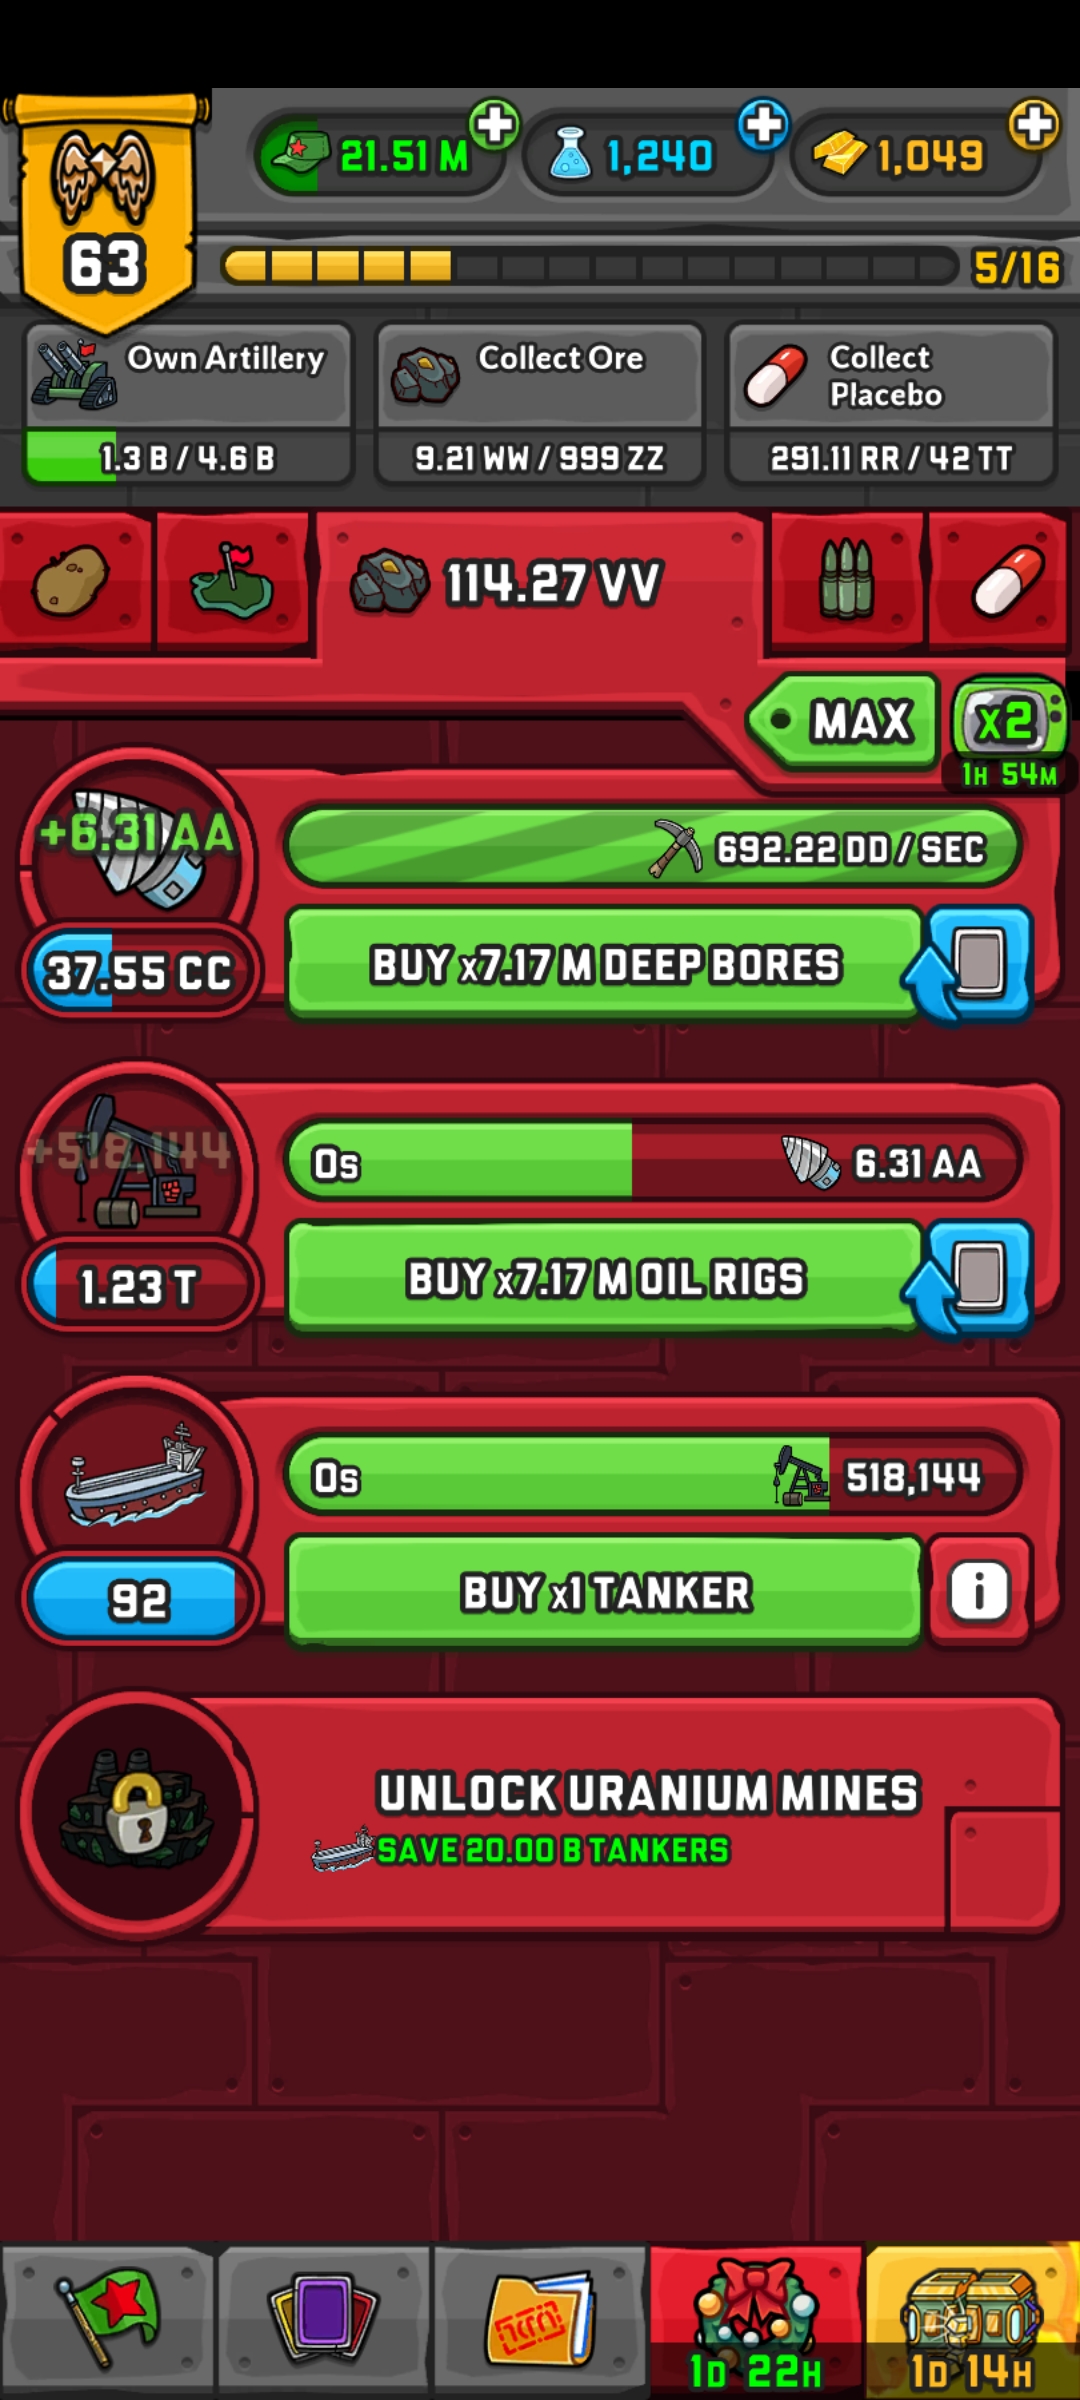 21.51 M
1,240
1,049
63
5/16
Own Artillery
1.3 B / 4.6 B
Collect Ore
9.21 WW / 999 ZZ
Collect
Placebo
291.11 RR / 42 TT
114.27 VV
MAX
x2
1H 54M
+6.31 AA
692.22 DD / SEC
37.55 CC
BUY x7.17 M DEEP BORES
+518,144
0s
6.31 AA
1.23 T
BUY x7.17 M OIL RIGS
0s
518,144
92
BUY x1 TANKER
i
UNLOCK URANIUM MINES
SAVE 20.00 B TANKERS
1D 22H
1D 14H